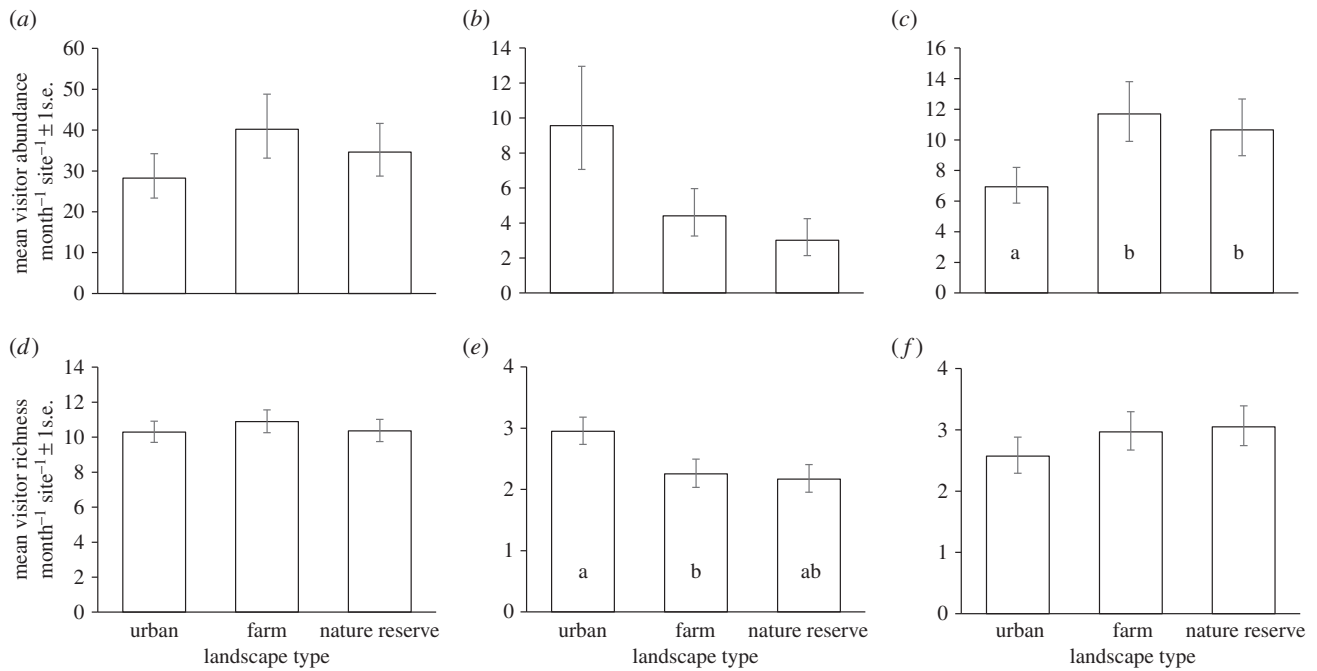 (a)
(b)
(c)
mean visitor abundance
month⁻¹ site⁻¹ ± 1 s.e.
60
50
40
30
20
10
0
14
12
10
8
6
4
2
0
16
14
12
10
8
6
4
2
0
a
b
b
(d)
(e)
(f)
mean visitor richness
month⁻¹ site⁻¹ ± 1 s.e.
14
12
10
8
6
4
2
0
4
3
2
1
0
a
b
ab
4
3
2
1
0
urban farm nature reserve
landscape type
urban farm nature reserve
landscape type
urban farm nature reserve
landscape type